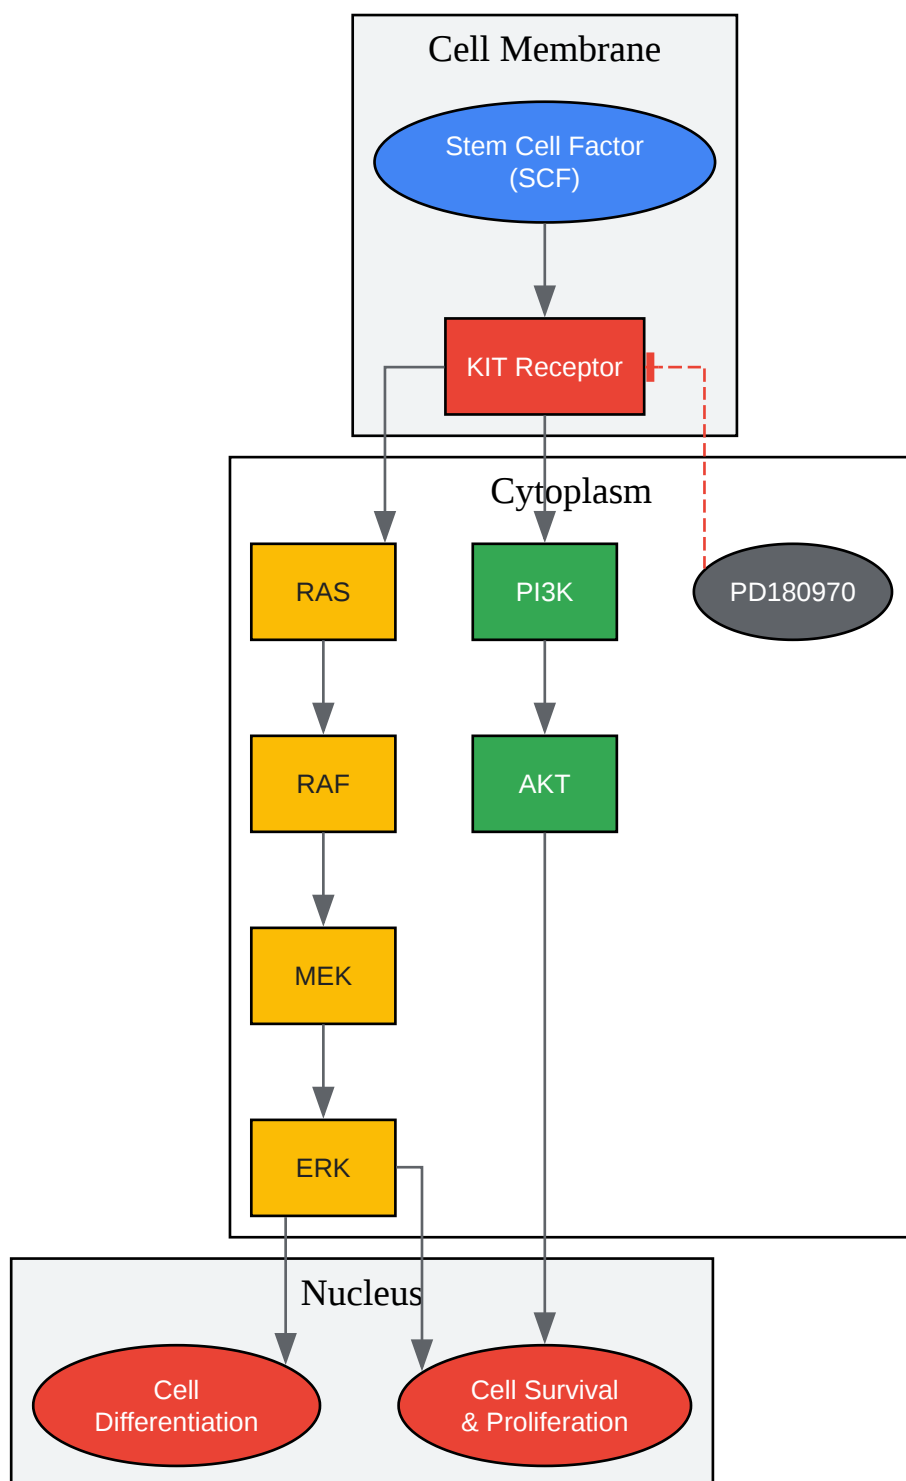 Cell Membrane
Stem Cell Factor
(SCF)
KIT Receptor
Cytoplasm
RAS
PI3K
PD180970
RAF
AKT
MEK
ERK
Nucleus
Cell
Differentiation
Cell Survival
& Proliferation